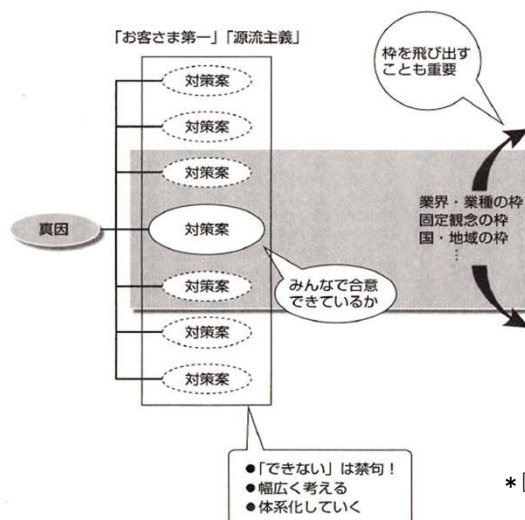 「お客さま第一」「源流主義」
枠を飛び出す
ことも重要
対策案
対策案
対策案
業界・業種の枠
固定観念の枠
国・地域の枠
⋮
真因
対策案
みんなで合意
できているか
対策案
対策案
対策案
●「できない」は禁句！
●幅広く考える
●体系化していく
*